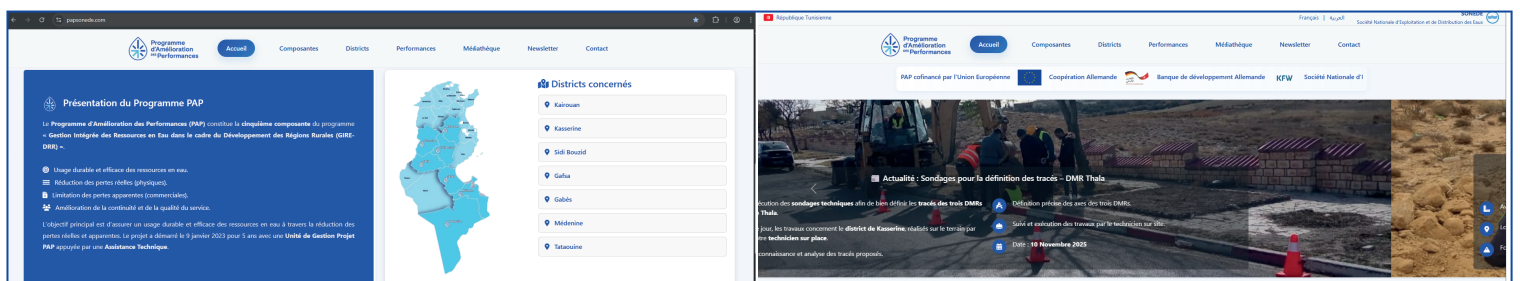 papsonede.com
Programme
d'Amélioration
des Performances
Accueil
Composantes
Districts
Performances
Médiathèque
Newsletter
Contact
Présentation du Programme PAP
Le Programme d'Amélioration des Performances (PAP) constitue la cinquième composante du programme
« Gestion Intégrée des Ressources en Eau dans le cadre du Développement des Régions Rurales (GIRE-
DRR) ».
Usage durable et efficace des ressources en eau.
Réduction des pertes réelles (physiques).
Limitation des pertes apparentes (commerciales).
Amélioration de la continuité et de la qualité du service.
L'objectif principal est d'assurer un usage durable et efficace des ressources en eau à travers la réduction des
pertes réelles et apparentes. Le projet a démarré le 9 janvier 2023 pour 5 ans avec une Unité de Gestion Projet
PAP appuyée par une Assistance Technique.
Districts concernés
Kairouan
Kasserine
Sidi Bouzid
Gafsa
Gabès
Médenine
Tataouine
République Tunisienne
Français | العربية
SONEDE
Société Nationale d'Exploitation et de Distribution des Eaux
Programme
d'Amélioration
des Performances
Accueil
Composantes
Districts
Performances
Médiathèque
Newsletter
Contact
PAP cofinancé par l'Union Européenne
Coopération Allemande
Banque de développement Allemande
KFW
Société Nationale d'I
Actualité : Sondages pour la définition des tracés – DMR Thala
écution des sondages techniques afin de bien définir les tracés des trois DMRs
Thala.
jour, les travaux concernent le district de Kasserine, réalisés sur le terrain par
tre technicien sur place.
connaissance et analyse des tracés proposés.
Définition précise des axes des trois DMRs.
Suivi et exécution des travaux par le technicien sur site.
Date : 10 Novembre 2025